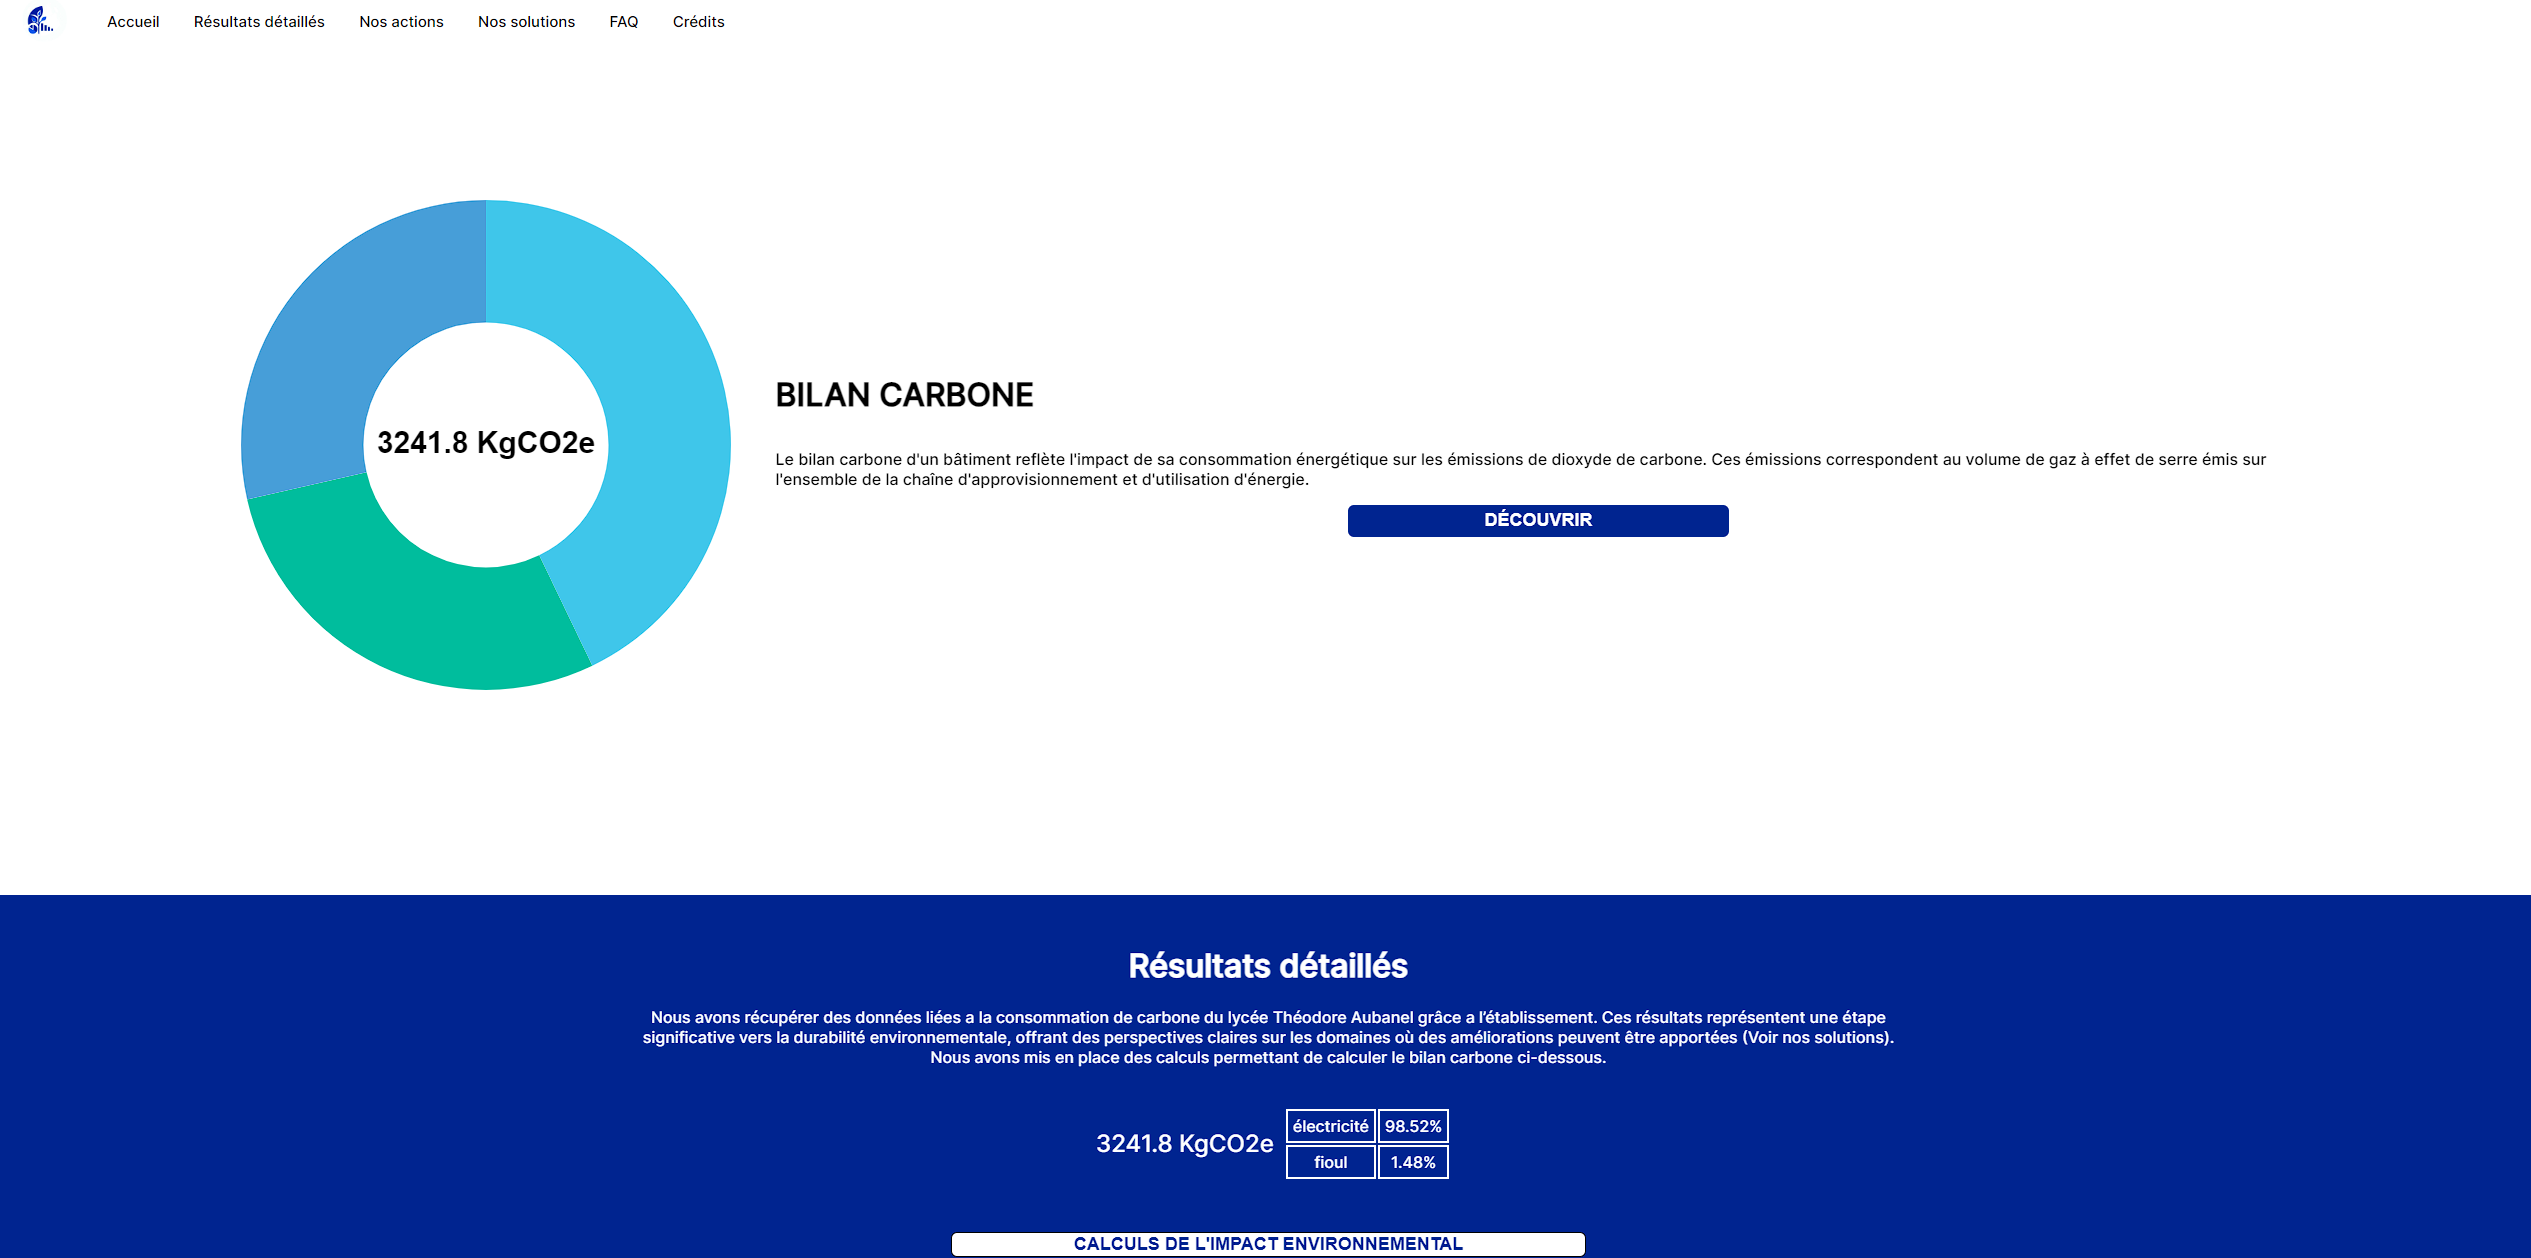 Accueil Résultats détaillés Nos actions Nos solutions FAQ Crédits
3241.8 KgCO2e
BILAN CARBONE
Le bilan carbone d'un bâtiment reflète l'impact de sa consommation énergétique sur les émissions de dioxyde de carbone. Ces émissions correspondent au volume de gaz à effet de serre émis sur
l'ensemble de la chaîne d'approvisionnement et d'utilisation d'énergie.
DÉCOUVRIR
Résultats détaillés
Nous avons récupérer des données liées a la consommation de carbone du lycée Théodore Aubanel grâce a l'établissement. Ces résultats représentent une étape
significative vers la durabilité environnementale, offrant des perspectives claires sur les domaines où des améliorations peuvent être apportées (Voir nos solutions).
Nous avons mis en place des calculs permettant de calculer le bilan carbone ci-dessous.
3241.8 KgCO2e
électricité 98.52%
fioul 1.48%
CALCULS DE L'IMPACT ENVIRONNEMENTAL